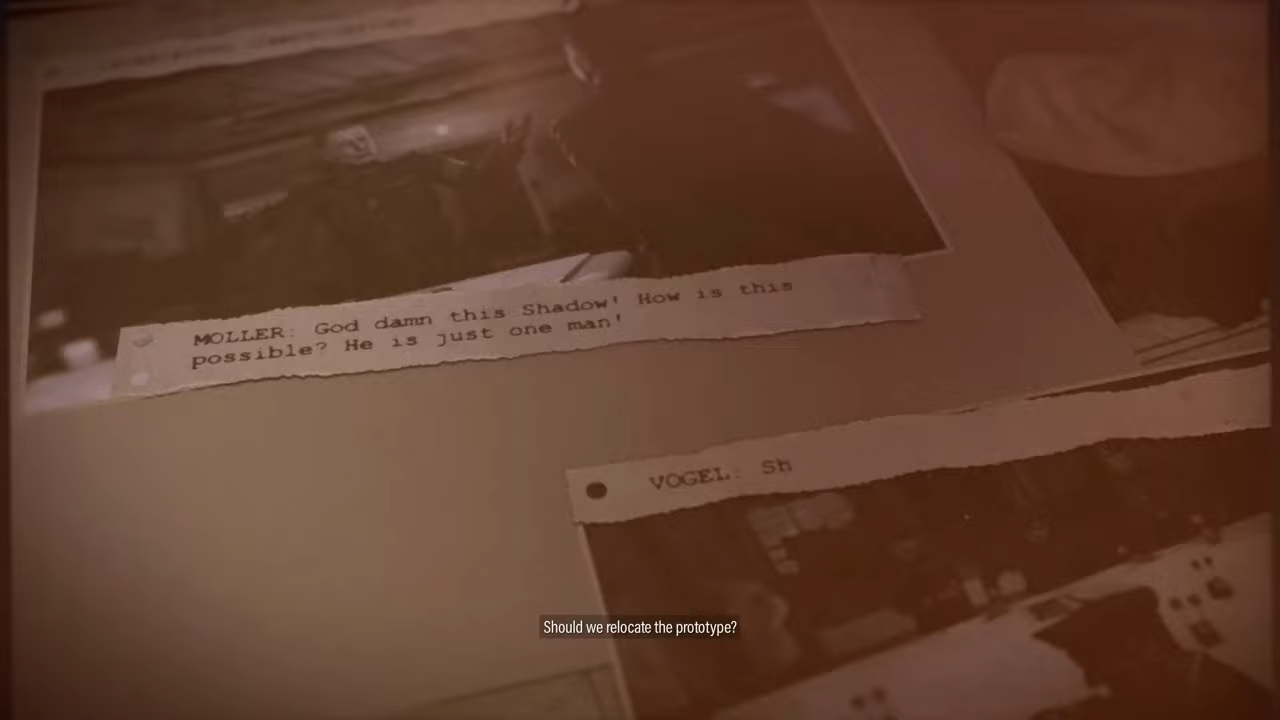 MOLLER: God damn this Shadow! How is this
possible? He is just one man!
VOGEL: Sh
Should we relocate the prototype?